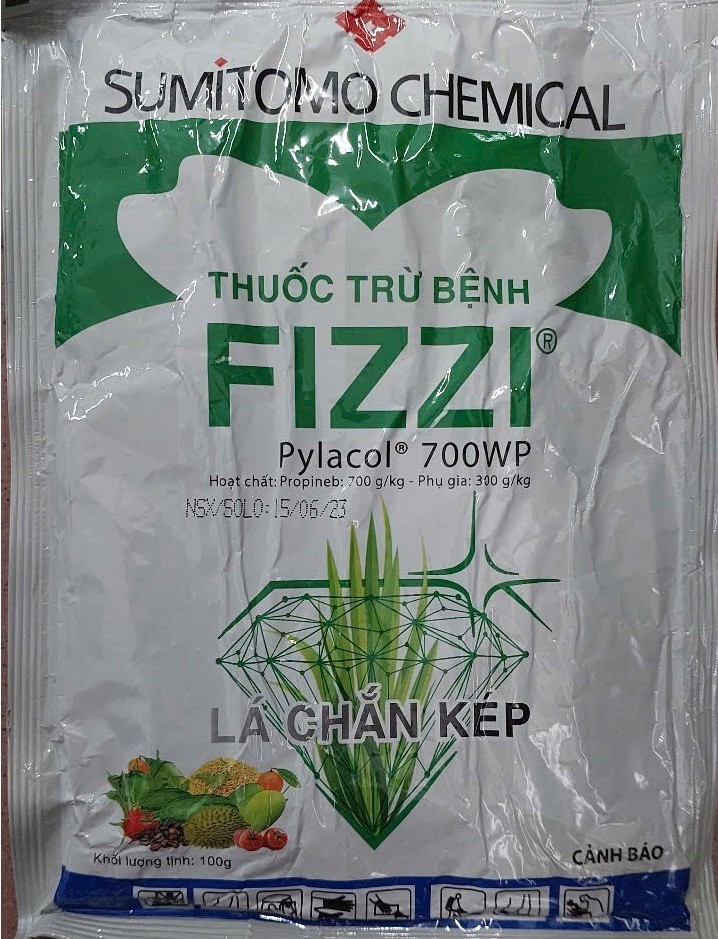 SUMITOMO CHEMICAL
THUỐC TRỪ BỆNH
FIZZI®
Pylacol® 700WP
Hoạt chất: Propineb: 700 g/kg - Phụ gia: 300 g/kg
NSX/SOLO: 15/06/23
LÁ CHẮN KÉP
Khối lượng tịnh: 100g
CẢNH BÁO